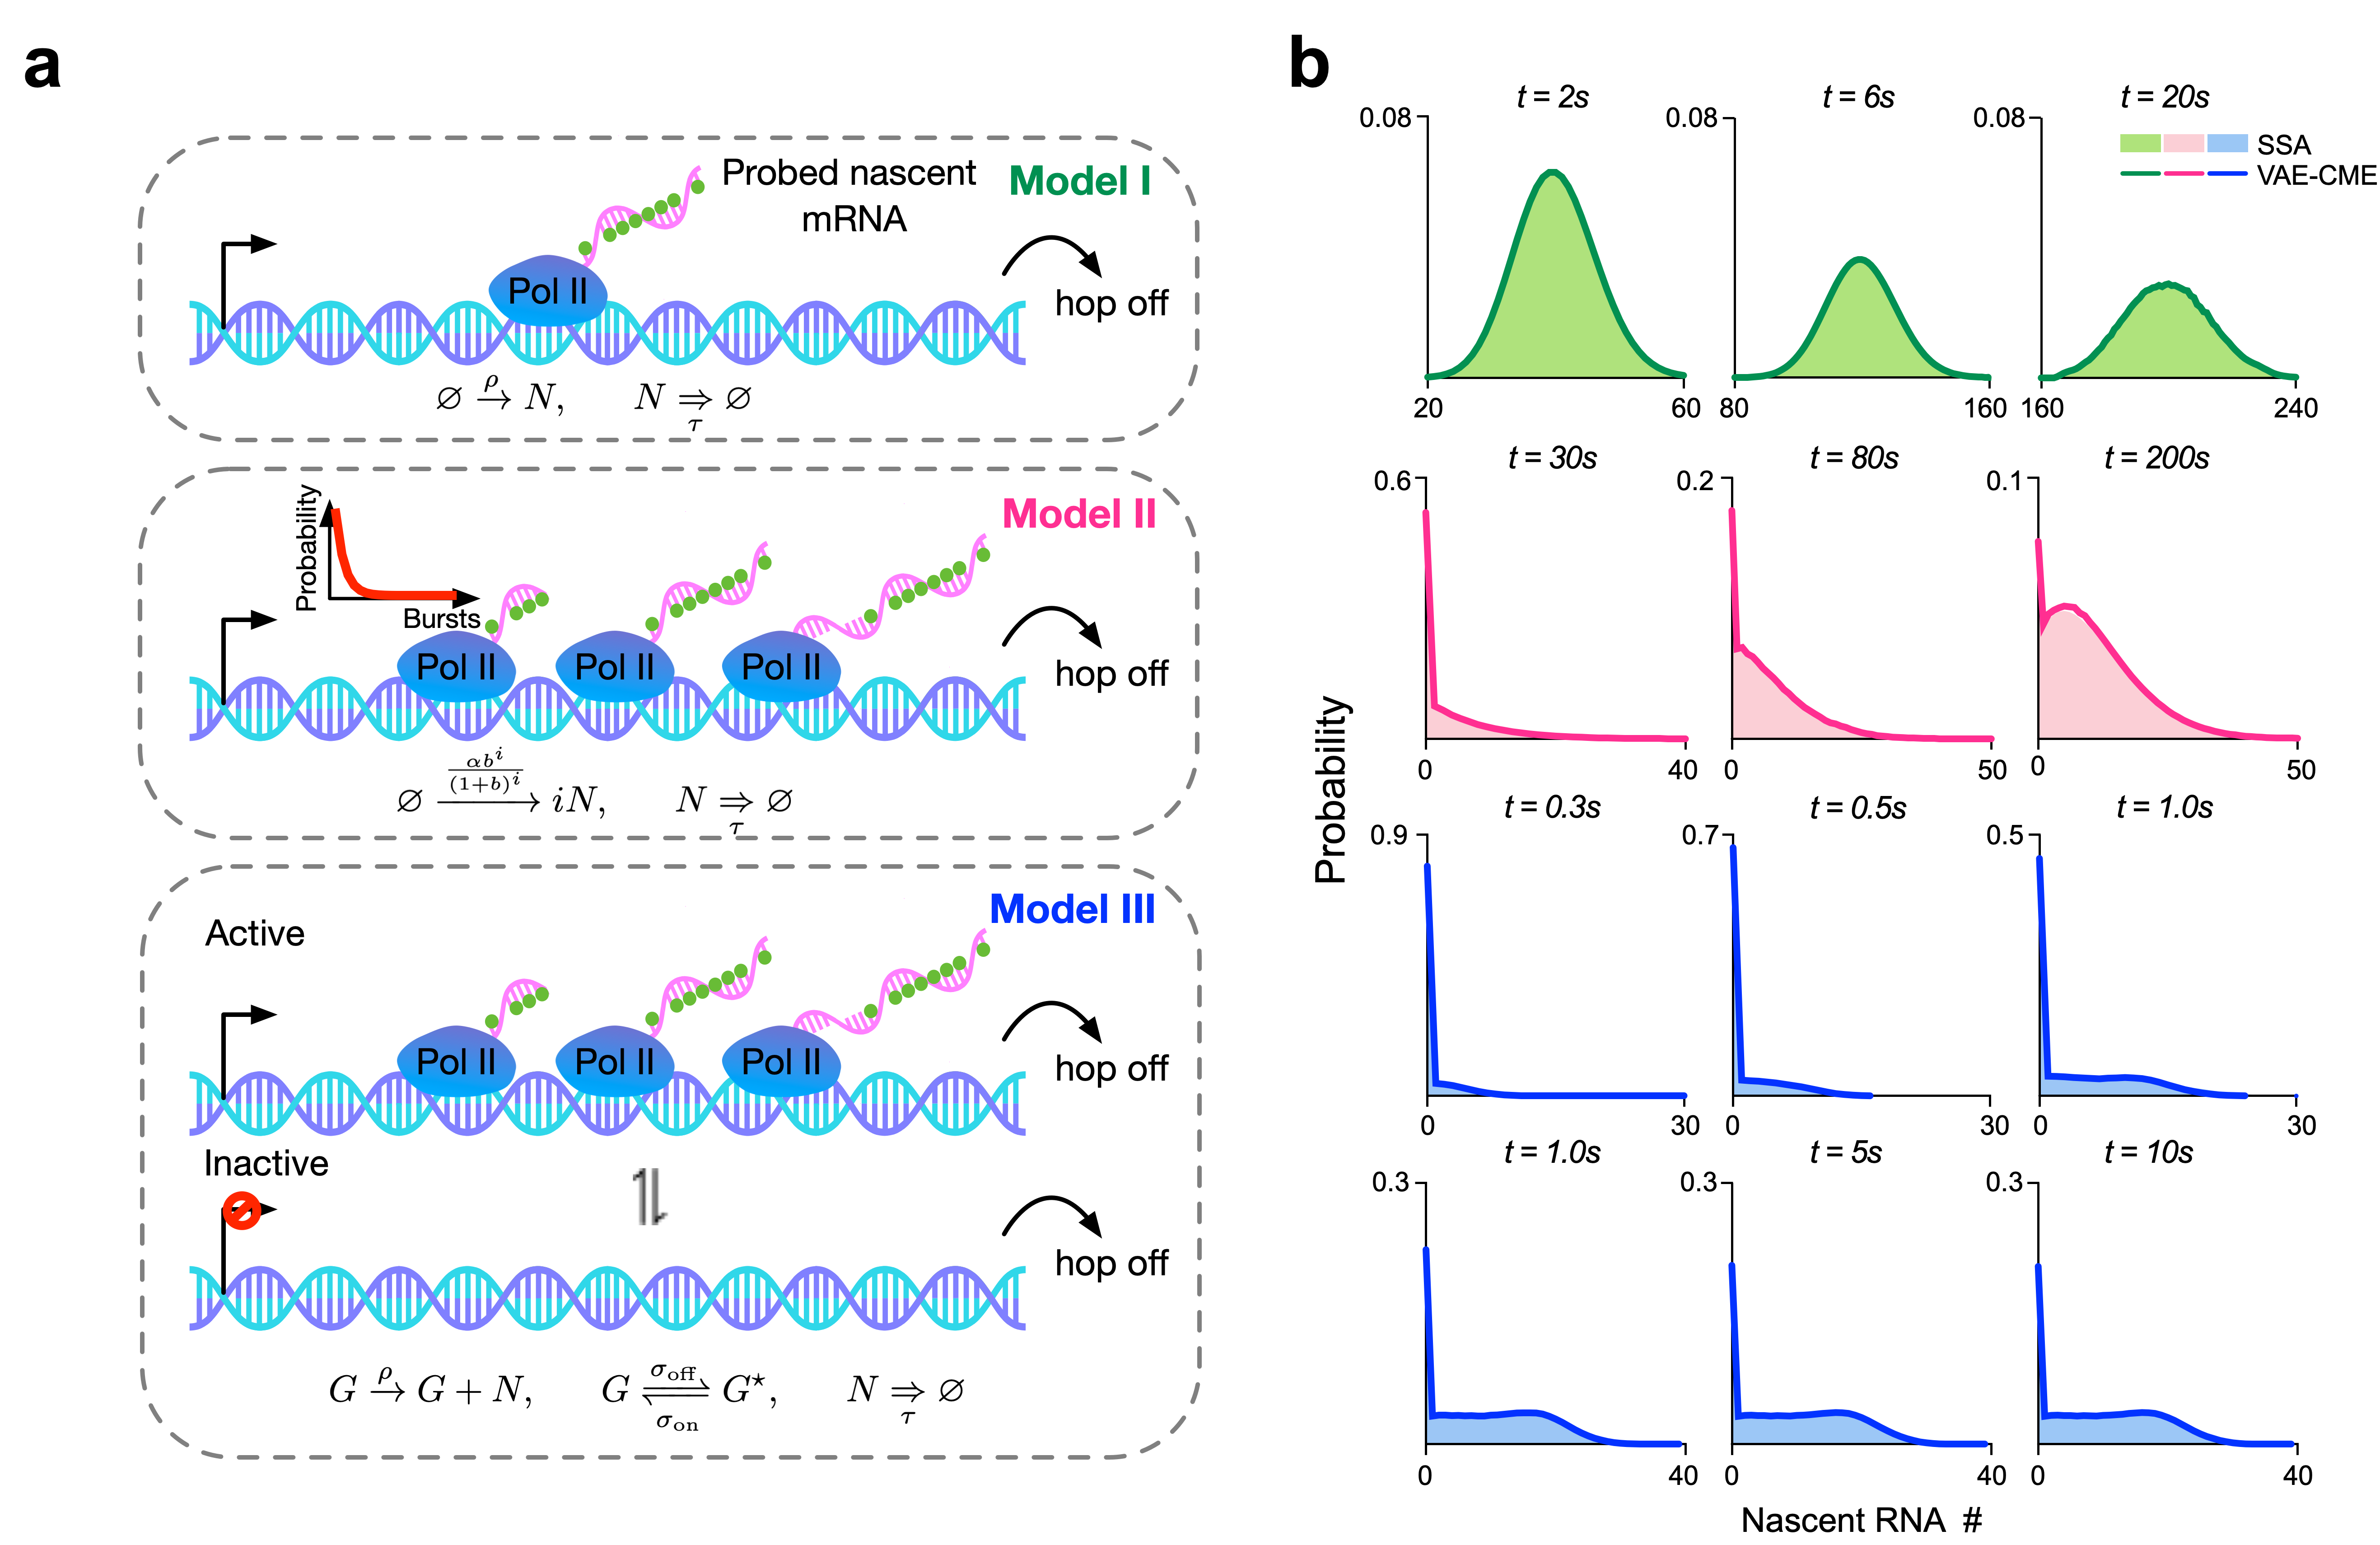 a
Probed nascent
mRNA
Model I
Pol II
hop off
∅ →ρ N, N ⇒τ ∅
Model II
Probability
Bursts
Pol II Pol II Pol II
hop off
∅ →αb^i/(1+b)^i iN, N ⇒τ ∅
Model III
Active
Pol II Pol II Pol II
hop off
Inactive
hop off
G →ρ G + N, G ⇌σoff σon G⋆, N ⇒τ ∅
b
t = 2s t = 6s t = 20s
0.08 0.08 0.08
SSA
VAE-CME
20 60 80 160 160 240
t = 30s t = 80s t = 200s
0.6 0.2 0.1
0 40 0 50 0 50
Probability
t = 0.3s t = 0.5s t = 1.0s
0.9 0.7 0.5
0 30 0 30 0 30
t = 1.0s t = 5s t = 10s
0.3 0.3 0.3
0 40 0 40 0 40
Nascent RNA #